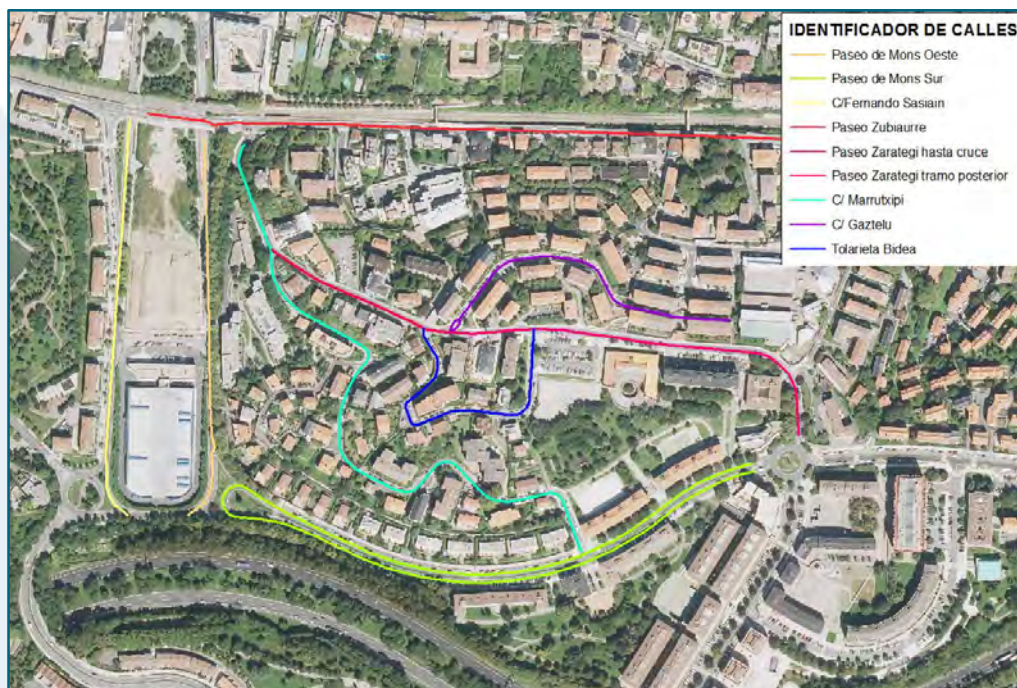 IDENTIFICADOR DE CALLES
Paseo de Mons Oeste
Paseo de Mons Sur
C/Fernando Sasiain
Paseo Zubiaurre
Paseo Zarategi hasta cruce
Paseo Zarategi tramo posterior
C/ Marrutxipi
C/ Gaztelu
Tolarieta Bidea